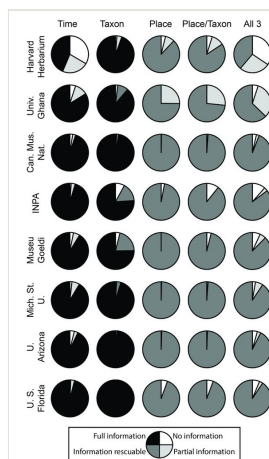 Time Taxon Place Place/Taxon All 3
Harvard
Herbarium
Univ.
Ghana
Can. Mus.
Nat.
INPA
Museu
Goeldi
Mich. St.
U.
U.
Arizona
U. S.
Florida
Full information No information
Information rescuable Partial information